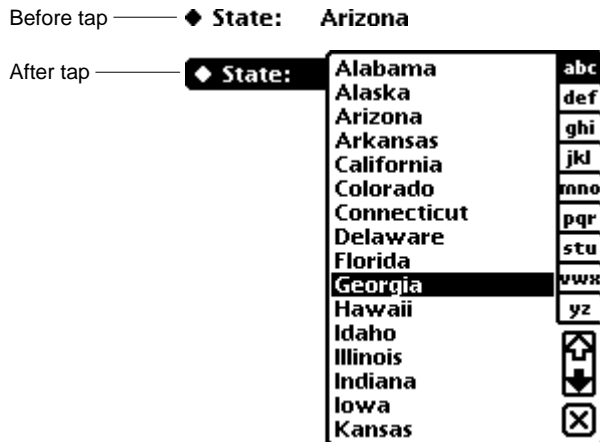 Before tap ◆ State: Arizona
After tap ◆ State:
Alabama
Alaska
Arizona
Arkansas
California
Colorado
Connecticut
Delaware
Florida
Georgia
Hawaii
Idaho
Illinois
Indiana
Iowa
Kansas
abc
def
ghi
jkl
mno
pqr
stu
vwx
yz